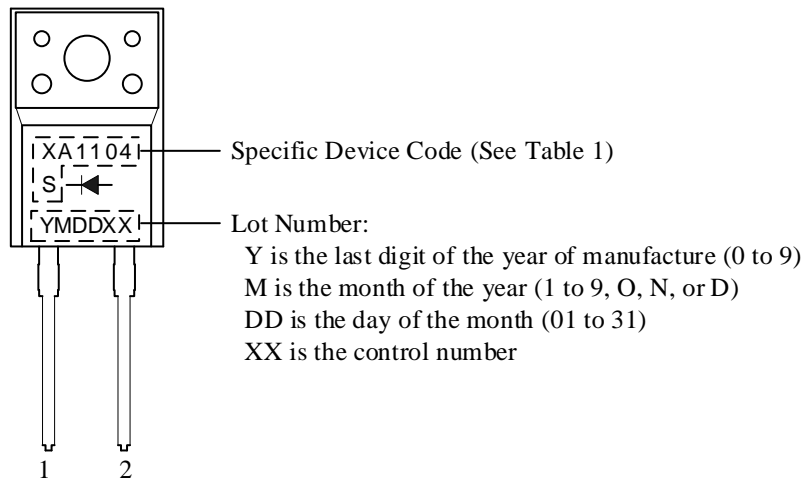 XA1104
S
Specific Device Code (See Table 1)
YMDDXX
Lot Number:
Y is the last digit of the year of manufacture (0 to 9)
M is the month of the year (1 to 9, O, N, or D)
DD is the day of the month (01 to 31)
XX is the control number
1 2